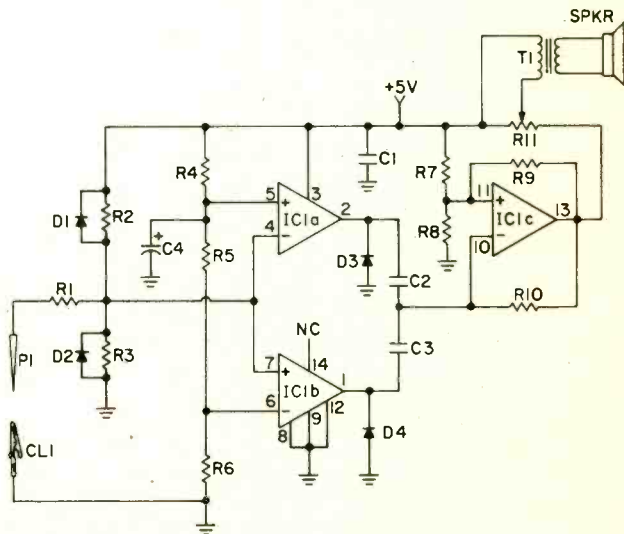 SPKR
T1
+5V
R11
C1
R4
R7
R9
D1
R2
5
+
3
IC1a
2
4
-
11
+
IC1c
13
R8
10
-
C4
R5
D3
C2
R10
R1
NC
C3
P1
D2
R3
7
+
14
IC1b
1
6
-
12
8
9
D4
CL1
R6